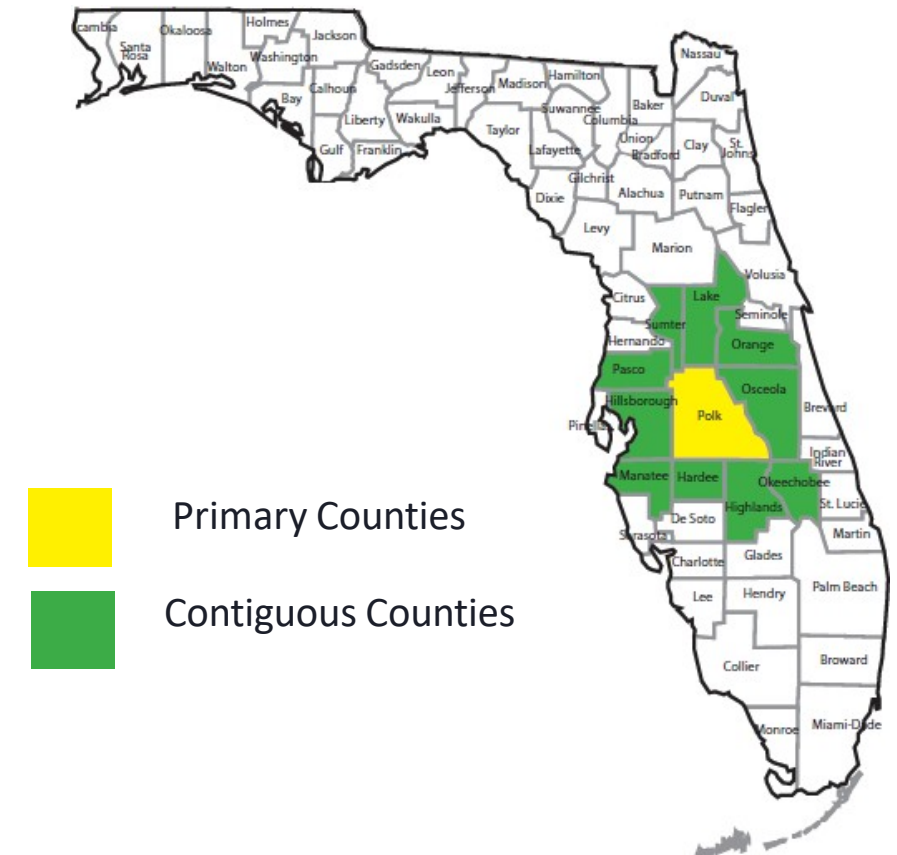 cambia
Okaloosa
Holmes
Jackson
Santa
Rosa
Walton
Washington
Bay
Calhoun
Gadsden
Leon
Jefferson
Madison
Hamilton
Liberty
Wakulla
Gulf
Franklin
Taylor
Suwannee
Columbia
Lafayette
Baker
Nassau
Duval
Union
Bradford
Clay
St.
Johns
Gilchrist
Dixie
Alachua
Putnam
Flagler
Levy
Marion
Volusia
Citrus
Lake
Sumter
Seminole
Hernando
Orange
Pasco
Osceola
Hillsborough
Polk
Brevard
Indian
River
Manatee
Hardee
Okeechobee
Highlands
St. Lucie
De Soto
Sarasota
Martin
Charlotte
Glades
Lee
Hendry
Palm Beach
Collier
Broward
Monroe
Miami-Dade
Primary Counties
Contiguous Counties